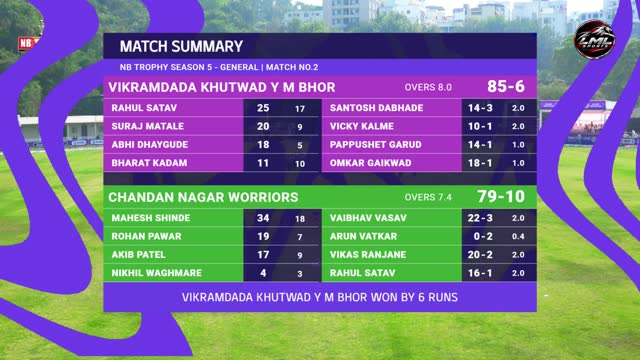 NB T
LML
SPORTS
MATCH SUMMARY
NB TROPHY SEASON 5 - GENERAL | MATCH NO.2
VIKRAMDADA KHUTWAD Y M BHOR OVERS 8.0 85-6
RAHUL SATAV 25 17 SANTOSH DABHADE 14-3 2.0
SURAJ MATALE 20 9 VICKY KALME 10-1 2.0
ABHI DHAYGUDE 18 5 PAPPUSHET GARUD 14-1 1.0
BHARAT KADAM 11 10 OMKAR GAIKWAD 18-1 1.0
CHANDAN NAGAR WORRIORS OVERS 7.4 79-10
MAHESH SHINDE 34 18 VAIBHAV VASAV 22-3 2.0
ROHAN PAWAR 19 7 ARUN VATKAR 0-2 0.4
AKIB PATEL 17 9 VIKAS RANJANE 20-2 2.0
NIKHIL WAGHMARE 4 3 RAHUL SATAV 16-1 2.0
VIKRAMDADA KHUTWAD Y M BHOR WON BY 6 RUNS